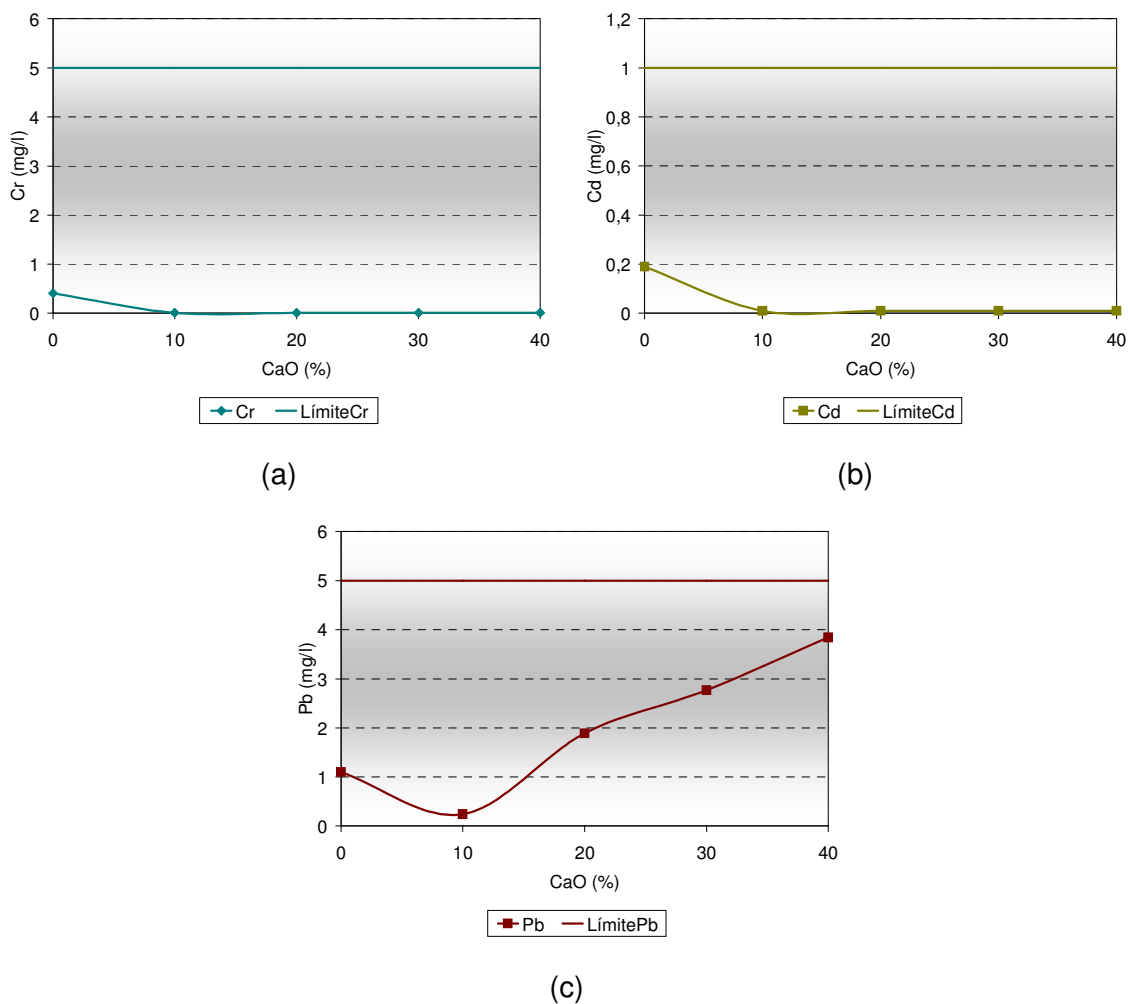 6
5
4
3
2
1
0
Cr (mg/l)
0 10 20 30 40
CaO (%)
Cr LímiteCr
(a)
1,2
1
0,8
0,6
0,4
0,2
0
Cd (mg/l)
0 10 20 30 40
CaO (%)
Cd LímiteCd
(b)
6
5
4
3
2
1
0
Pb (mg/l)
0 10 20 30 40
CaO (%)
Pb LímitePb
(c)